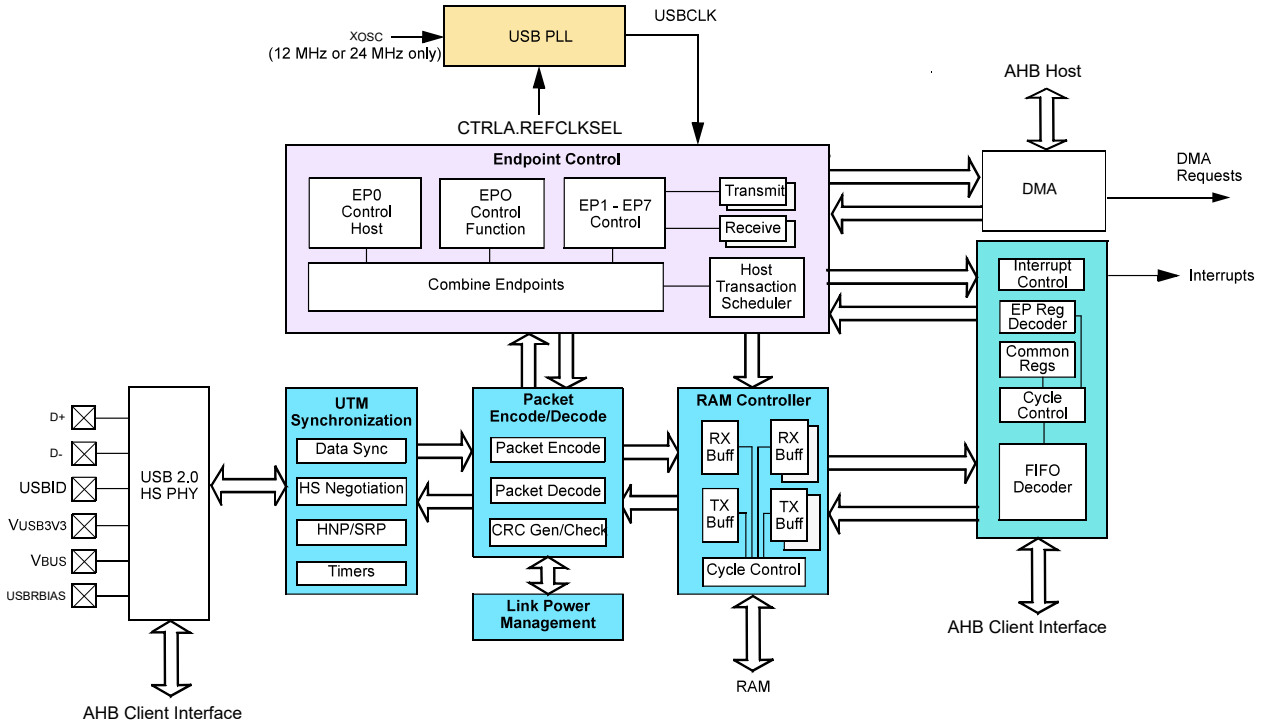 USBCLK
XOSC
(12 MHz or 24 MHz only)
USB PLL
CTRLA.REFCLKSEL
AHB Host
DMA
DMA
Requests
Endpoint Control
EP0
Control
Host
EPO
Control
Function
EP1 - EP7
Control
Transmit
Receive
Combine Endpoints
Host
Transaction
Scheduler
Interrupt
Control
Interrupts
EP Reg
Decoder
Common
Regs
Cycle
Control
FIFO
Decoder
AHB Client Interface
D+
D-
USBID
VUSB3V3
VBUS
USBRBIAS
USB 2.0
HS PHY
AHB Client Interface
UTM
Synchronization
Data Sync
HS Negotiation
HNP/SRP
Timers
Packet
Encode/Decode
Packet Encode
Packet Decode
CRC Gen/Check
Link Power
Management
RAM Controller
RX
Buff
RX
Buff
TX
Buff
TX
Buff
Cycle Control
RAM